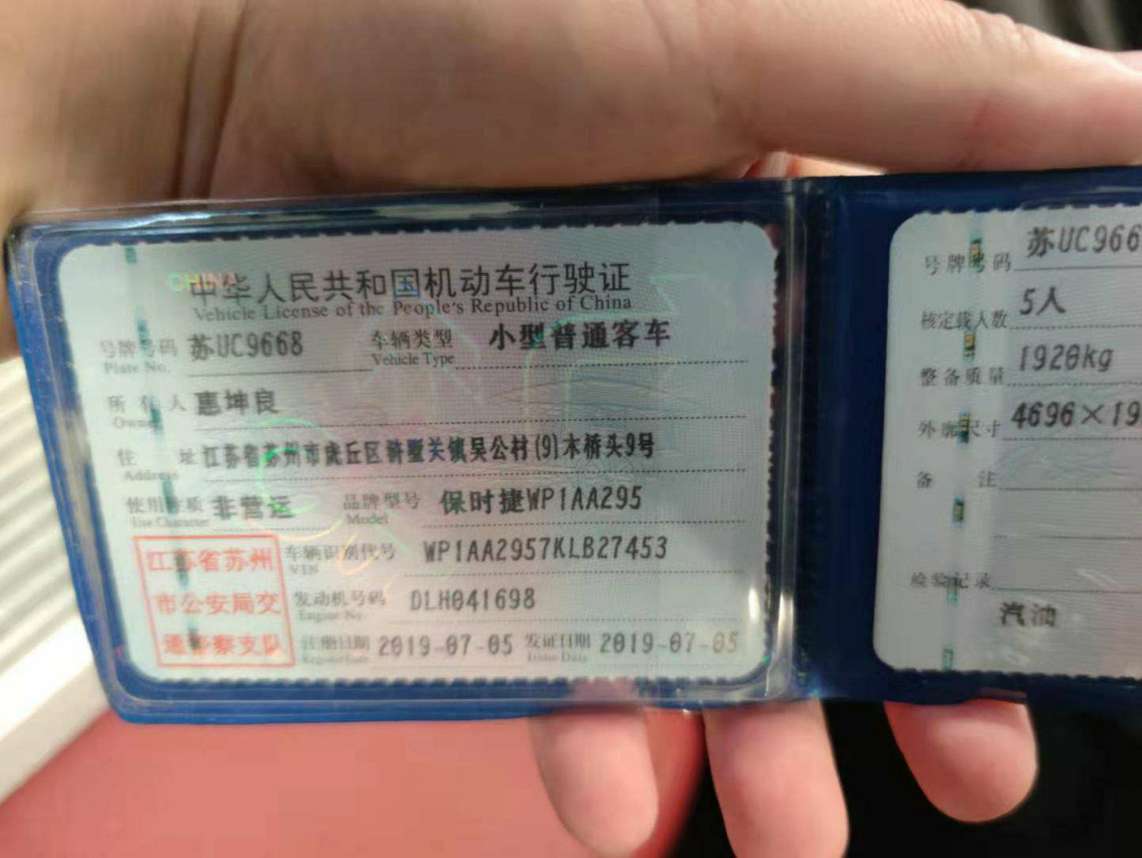 CHINA
中华人民共和国机动车行驶证
Vehicle License of the People's Republic of China
号牌号码 苏UC9668 车辆类型 小型普通客车
Plate No. Vehicle Type
所有人 惠坤良
Owner
住址 江苏省苏州市虎丘区浒墅关镇吴公村(9)木桥头9号
Address
使用性质 非营运 品牌型号 保时捷WP1AA295
Use Character Model
车辆识别代号 WP1AA2957KLB27453
VIN
发动机号码 DLH041698
Engine No.
注册日期 2019-07-05 发证日期 2019-07-05
Register Date Issue Date
江苏省苏州
市公安局交
通警察支队
号牌号码 苏UC966
核定载人数 5人
整备质量 1920kg
外廓尺寸 4696×19
备注
检验记录
汽油